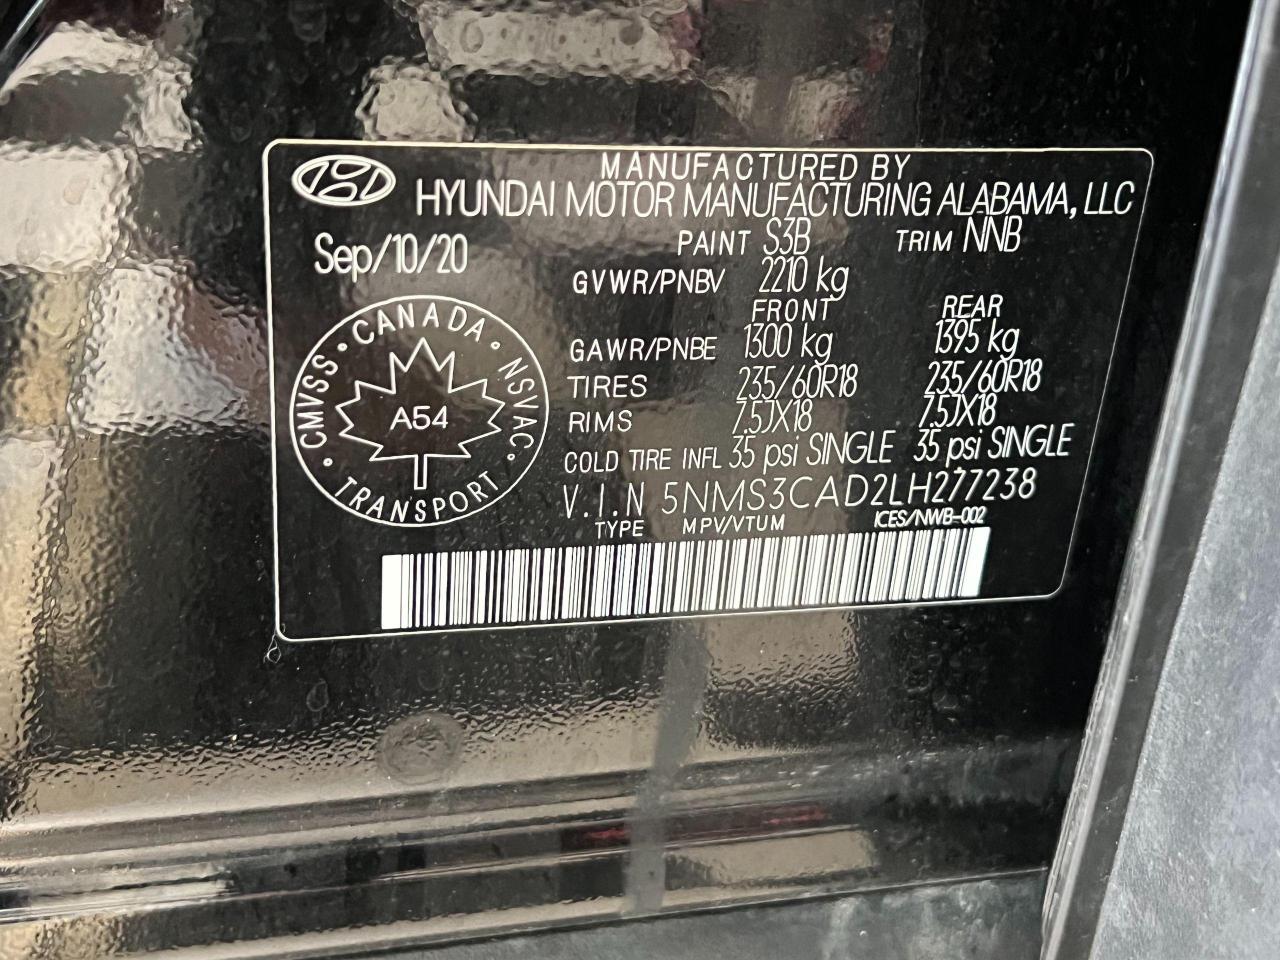 MANUFACTURED BY
HYUNDAI MOTOR MANUFACTURING ALABAMA, LLC
Sep/10/20
PAINT S3B TRIM NNB
GVWR/PNBV 2210 kg
FRONT REAR
GAWR/PNBE 1300 kg 1395 kg
TIRES 235/60R18 235/60R18
RIMS 7.5JX18 7.5JX18
COLD TIRE INFL 35 psi SINGLE 35 psi SINGLE
V.I.N 5NMS3CAD2LH277238
TYPE MPV/VTUM ICES/NWB-002
CMVSS • CANADA • NSVAC •
A54
• TRANSPORT